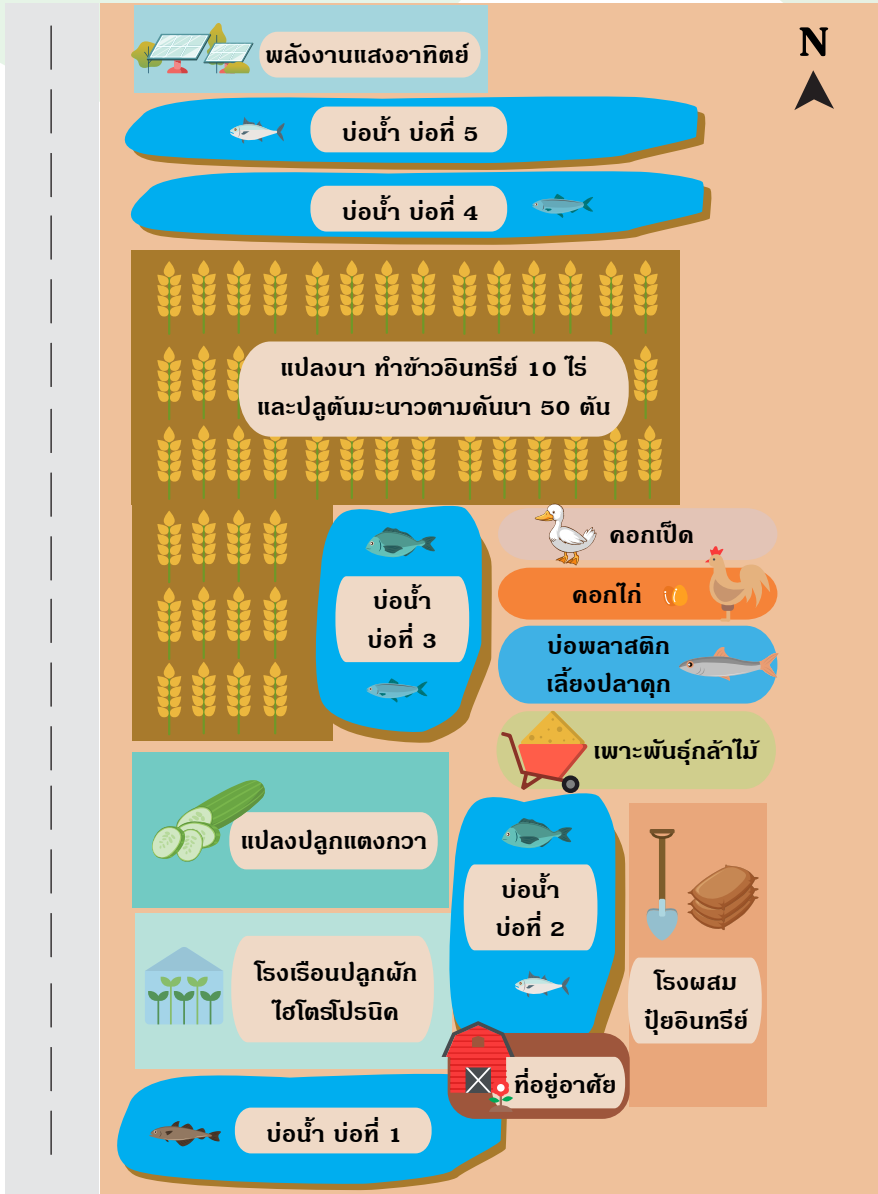 พลังงานแสงอาทิตย์
N
บ่อน้ำ บ่อที่ 5
บ่อน้ำ บ่อที่ 4
แปลงนา ทำข้าวอินทรีย์ 10 ไร่
และปลูต้นมะนาวตามคันนา 50 ต้น
คอกเป็ด
บ่อน้ำ
บ่อที่ 3
คอกไก่
บ่อพลาสติก
เลี้ยงปลาดุก
เพาะพันธุ์กล้าไม้
แปลงปลูกแตงกวา
บ่อน้ำ
บ่อที่ 2
โรงเรือนปลูกผัก
ไฮโดรโปรนิค
โรงผสม
ปุ๋ยอินทรีย์
ที่อยู่อาศัย
บ่อน้ำ บ่อที่ 1